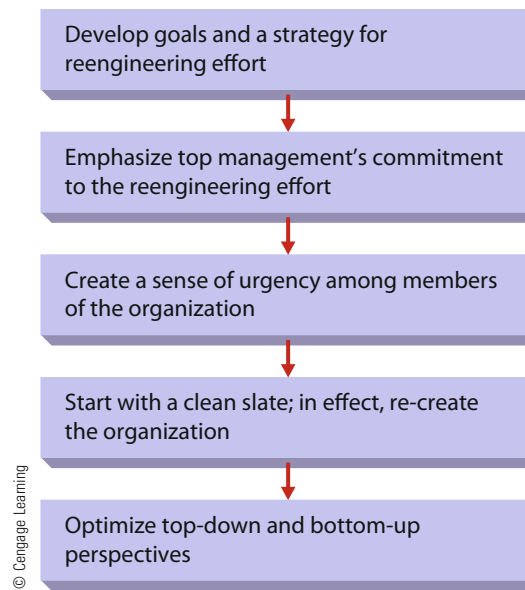 Develop goals and a strategy for
reengineering effort
Emphasize top management’s commitment
to the reengineering effort
Create a sense of urgency among members
of the organization
Start with a clean slate; in effect, re-create
the organization
Optimize top-down and bottom-up
perspectives
© Cengage Learning